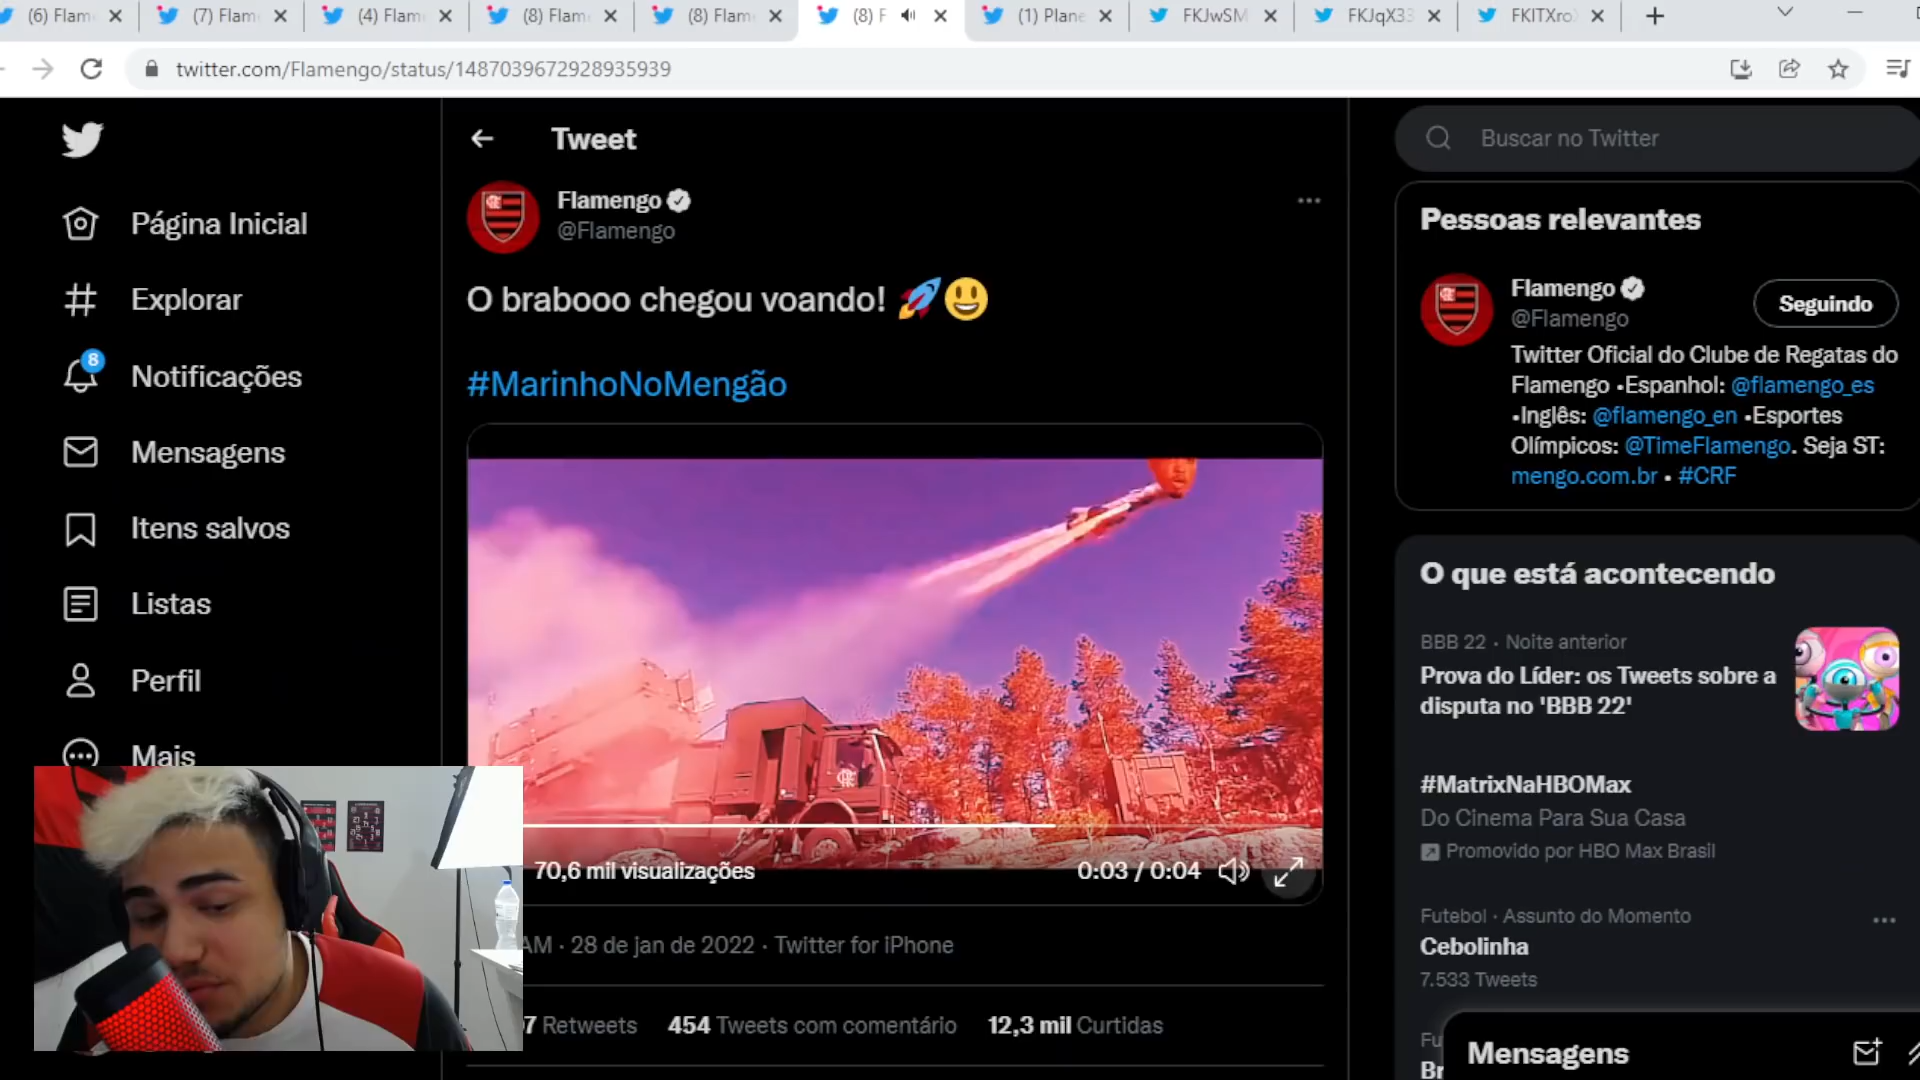 (6) Flam
(7) Flam
(4) Flam
(8) Flam
(8) Flam
(8) F
(1) Plane
FKJwSM
FKJqX33
FKITXro
twitter.com/Flamengo/status/1487039672928935939
Página Inicial
Explorar
8
Notificações
Mensagens
Itens salvos
Listas
Perfil
Mais
Tweet
Flamengo
@Flamengo
O brabooo chegou voando! 🚀😃
#MarinhoNoMengão
70,6 mil visualizações
0:03 / 0:04
AM · 28 de jan de 2022 · Twitter for iPhone
7 Retweets 454 Tweets com comentário 12,3 mil Curtidas
Buscar no Twitter
Pessoas relevantes
Flamengo
@Flamengo
Seguindo
Twitter Oficial do Clube de Regatas do
Flamengo •Espanhol: @flamengo_es
•Inglês: @flamengo_en •Esportes
Olímpicos: @TimeFlamengo. Seja ST:
mengo.com.br • #CRF
O que está acontecendo
BBB 22 · Noite anterior
Prova do Líder: os Tweets sobre a
disputa no 'BBB 22'
#MatrixNaHBOMax
Do Cinema Para Sua Casa
Promovido por HBO Max Brasil
Futebol · Assunto do Momento
Cebolinha
7.533 Tweets
Fu
Br
Mensagens